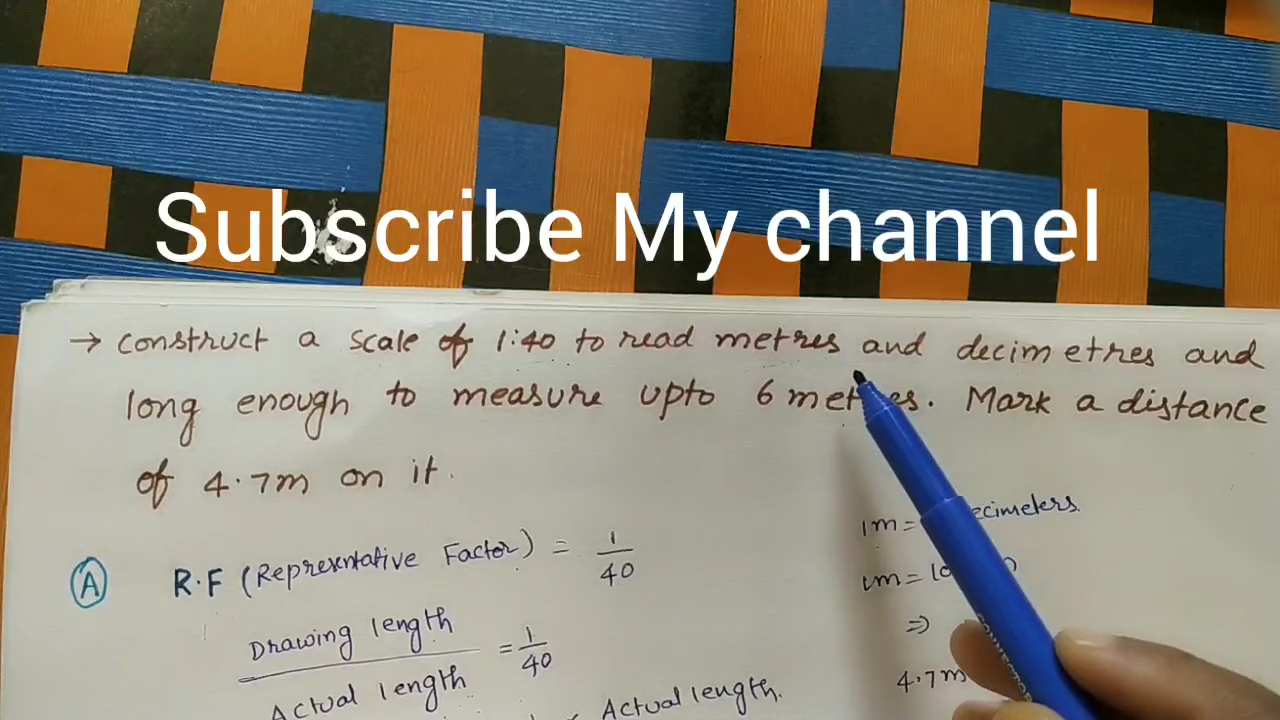 Subscribe My channel
→ construct a scale of 1:40 to read metres and decimetres and
long enough to measure upto 6 metres. Mark a distance
of 4.7m on it.
A R.F (Representative Factor) = 1/40
1m =
1m = 10
⇒
4.7m
Drawing length / Actual length = 1/40
Actual length.